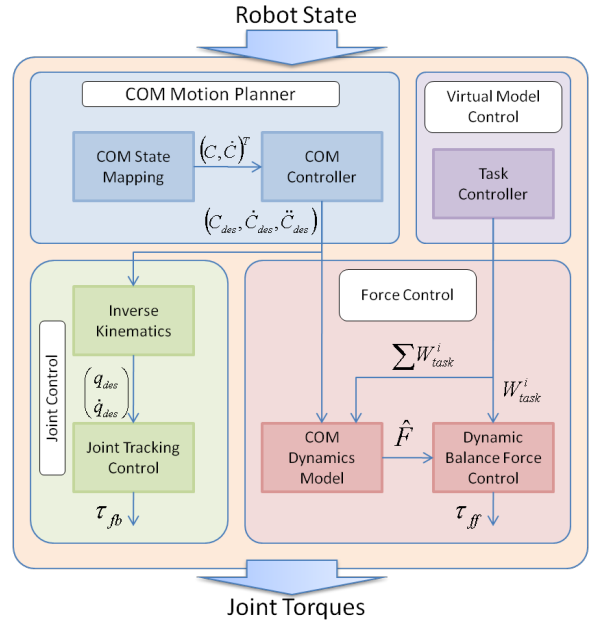 Robot State
COM Motion Planner
Virtual Model
Control
COM State
Mapping
(C, Ċ)ᵀ
COM
Controller
Task
Controller
(C_des, Ċ_des, C̈_des)
Inverse
Kinematics
Force Control
Joint Control
(q_des
q̇_des)
∑W^i_task
W^i_task
Joint Tracking
Control
COM
Dynamics
Model
F̂
Dynamic
Balance Force
Control
τ_fb
τ_ff
Joint Torques